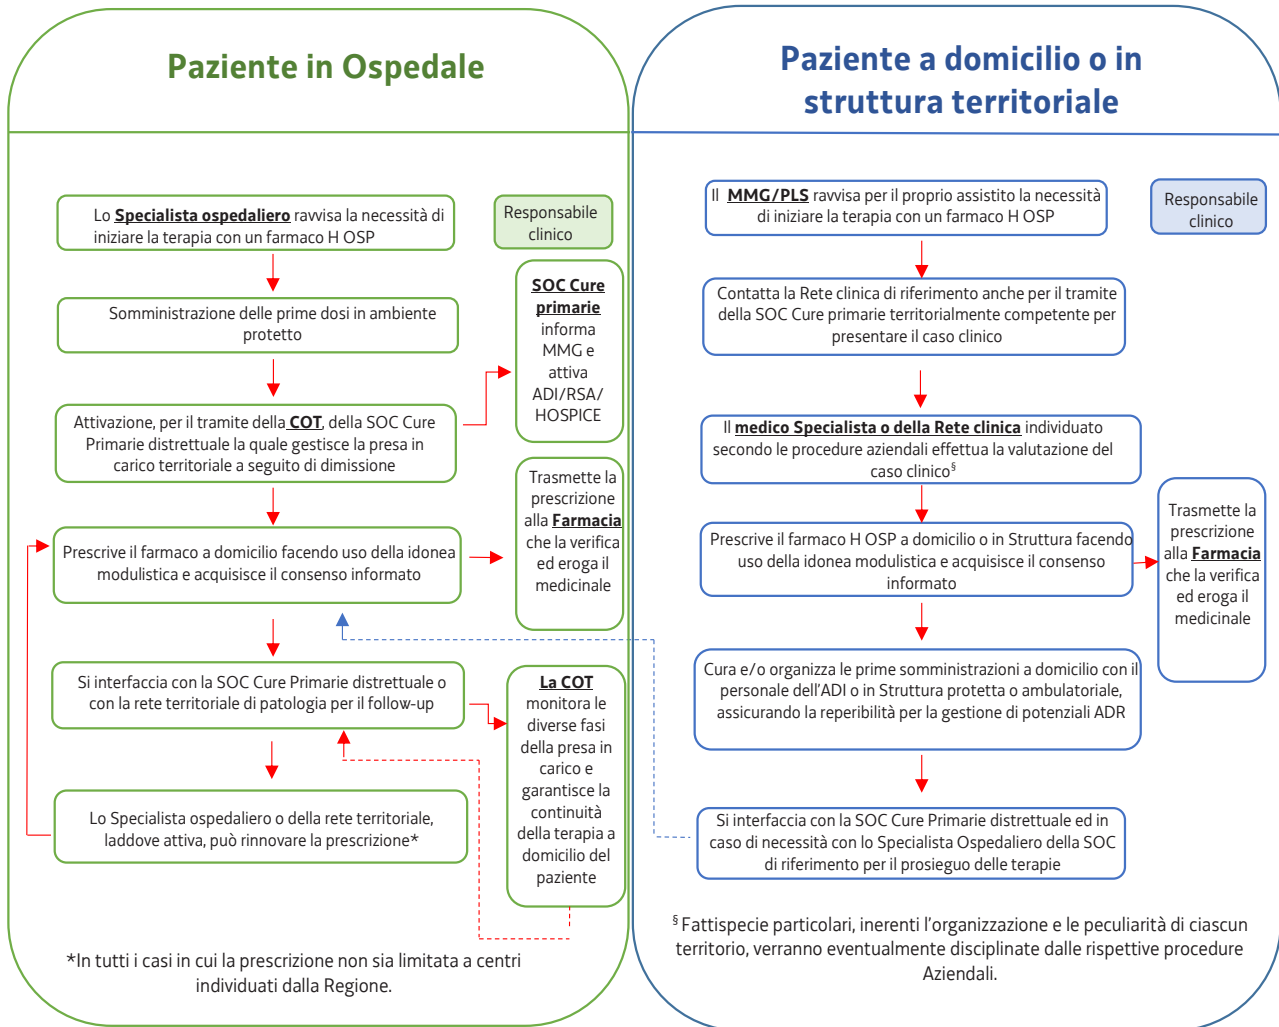 Paziente in Ospedale
Lo Specialista ospedaliero ravvisa la necessità di
iniziare la terapia con un farmaco H OSP
Responsabile
clinico
Somministrazione delle prime dosi in ambiente
protetto
SOC Cure
primarie
informa
MMG e
attiva
ADI/RSA/
HOSPICE
Attivazione, per il tramite della COT, della SOC Cure
Primarie distrettuale la quale gestisce la presa in
carico territoriale a seguito di dimissione
Prescrive il farmaco a domicilio facendo uso della idonea
modulistica e acquisisce il consenso informato
Trasmette la
prescrizione
alla Farmacia
che la verifica
ed eroga il
medicinale
Si interfaccia con la SOC Cure Primarie distrettuale o
con la rete territoriale di patologia per il follow-up
La COT
monitora le
diverse fasi
della presa in
carico e
garantisce la
continuità
della terapia a
domicilio del
paziente
Lo Specialista ospedaliero o della rete territoriale,
laddove attiva, può rinnovare la prescrizione*
*In tutti i casi in cui la prescrizione non sia limitata a centri
individuati dalla Regione.
Paziente a domicilio o in
struttura territoriale
Il MMG/PLS ravvisa per il proprio assistito la necessità
di iniziare la terapia con un farmaco H OSP
Responsabile
clinico
Contatta la Rete clinica di riferimento anche per il tramite
della SOC Cure primarie territorialmente competente per
presentare il caso clinico
Il medico Specialista o della Rete clinica individuato
secondo le procedure aziendali effettua la valutazione del
caso clinico§
Prescrive il farmaco H OSP a domicilio o in Struttura facendo
uso della idonea modulistica e acquisisce il consenso
informato
Trasmette la
prescrizione
alla Farmacia
che la verifica
ed eroga il
medicinale
Cura e/o organizza le prime somministrazioni a domicilio con il
personale dell'ADI o in Struttura protetta o ambulatoriale,
assicurando la reperibilità per la gestione di potenziali ADR
Si interfaccia con la SOC Cure Primarie distrettuale ed in
caso di necessità con lo Specialista Ospedaliero della SOC
di riferimento per il prosieguo delle terapie
§ Fattispecie particolari, inerenti l'organizzazione e le peculiarità di ciascun
territorio, verranno eventualmente disciplinate dalle rispettive procedure
Aziendali.